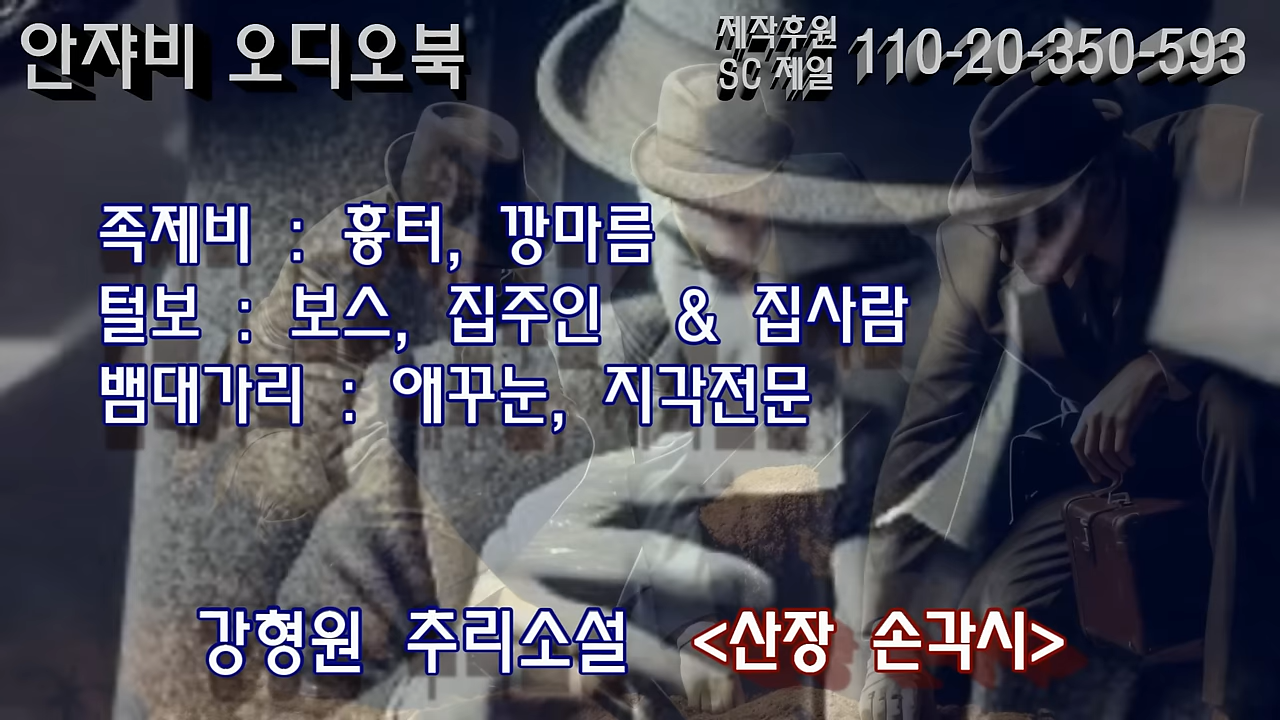 안쟈비 오디오북
제작후원
SC 제일
110-20-350-593
족제비 : 흉터, 깡마름
털보 : 보스, 집주인 & 집사람
뱀대가리 : 애꾸눈, 지각전문
강형원 추리소설 <산장 손각시>